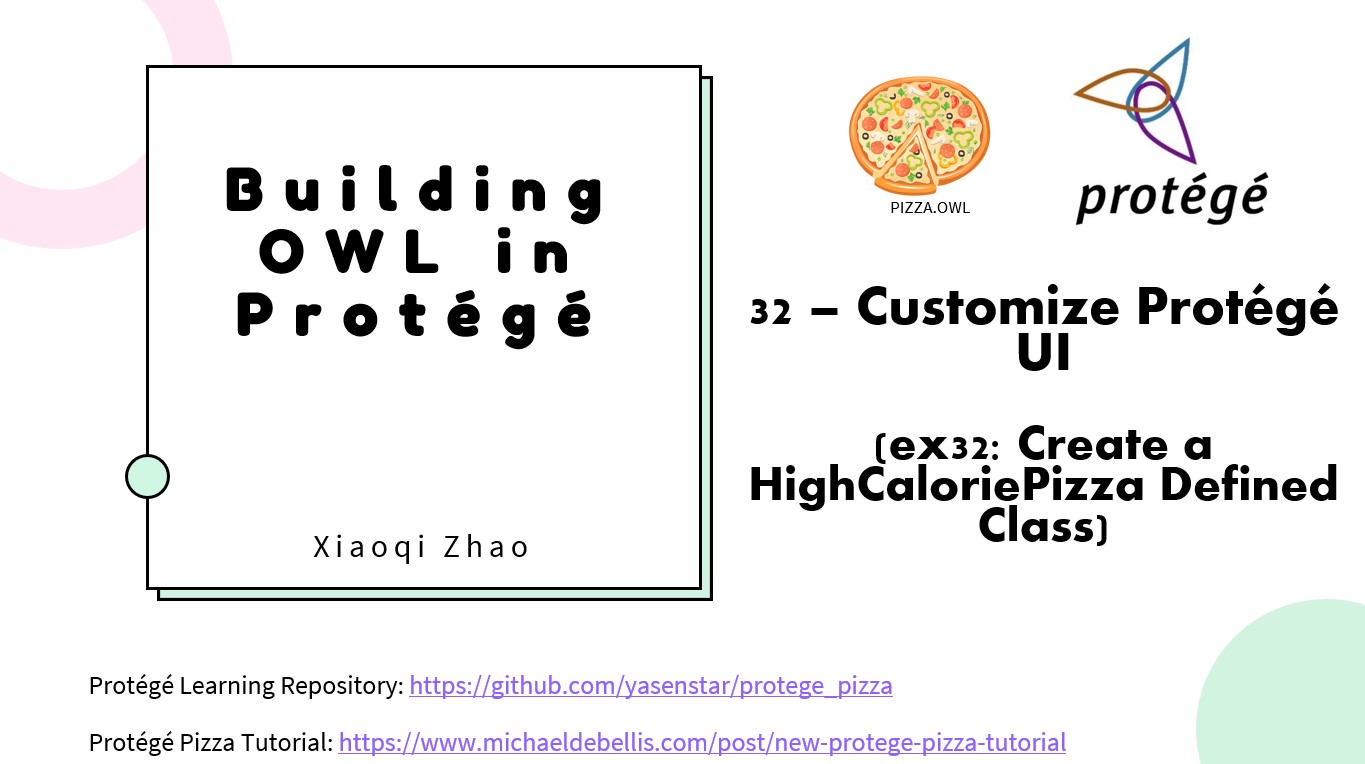 Building
OWL in
Protégé
Xiaoqi Zhao
PIZZA.OWL
protégé
32 – Customize Protégé
UI
(ex32: Create a
HighCaloriePizza Defined
Class)
Protégé Learning Repository: https://github.com/yasenstar/protege_pizza
Protégé Pizza Tutorial: https://www.michaeldebellis.com/post/new-protege-pizza-tutorial